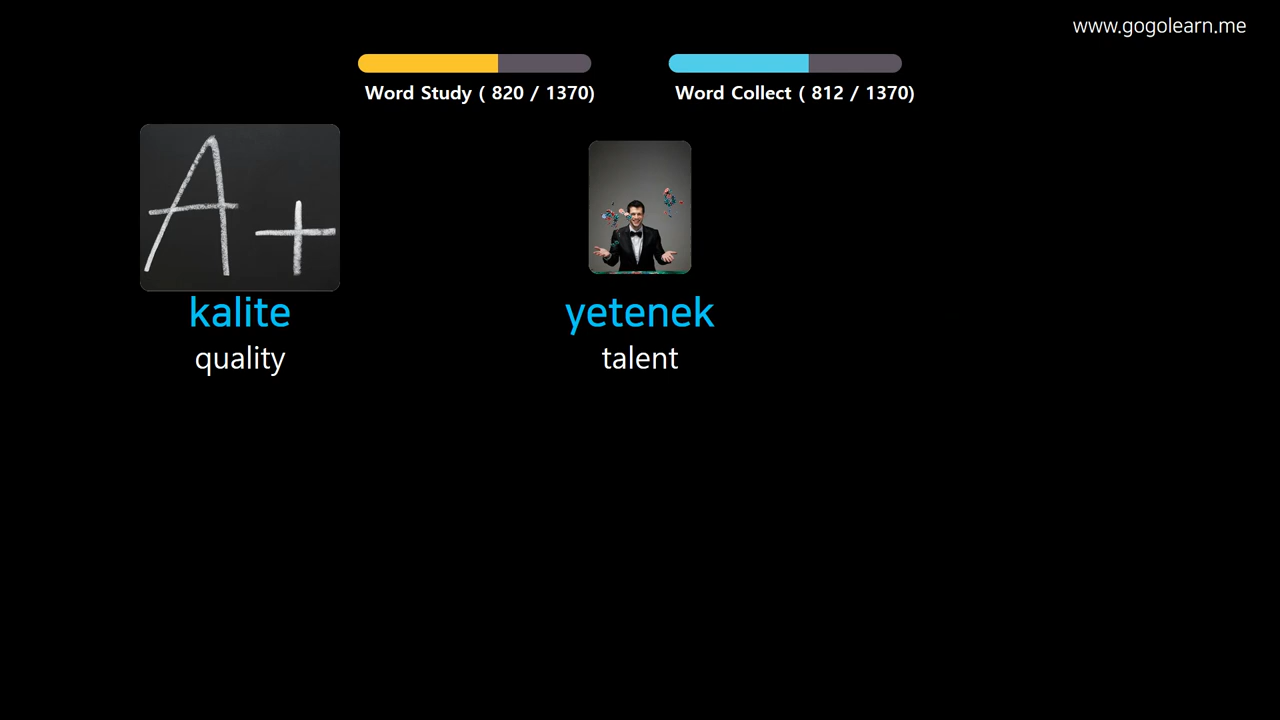 www.gogolearn.me
Word Study ( 820 / 1370)
Word Collect ( 812 / 1370)
A+
kalite
quality
yetenek
talent